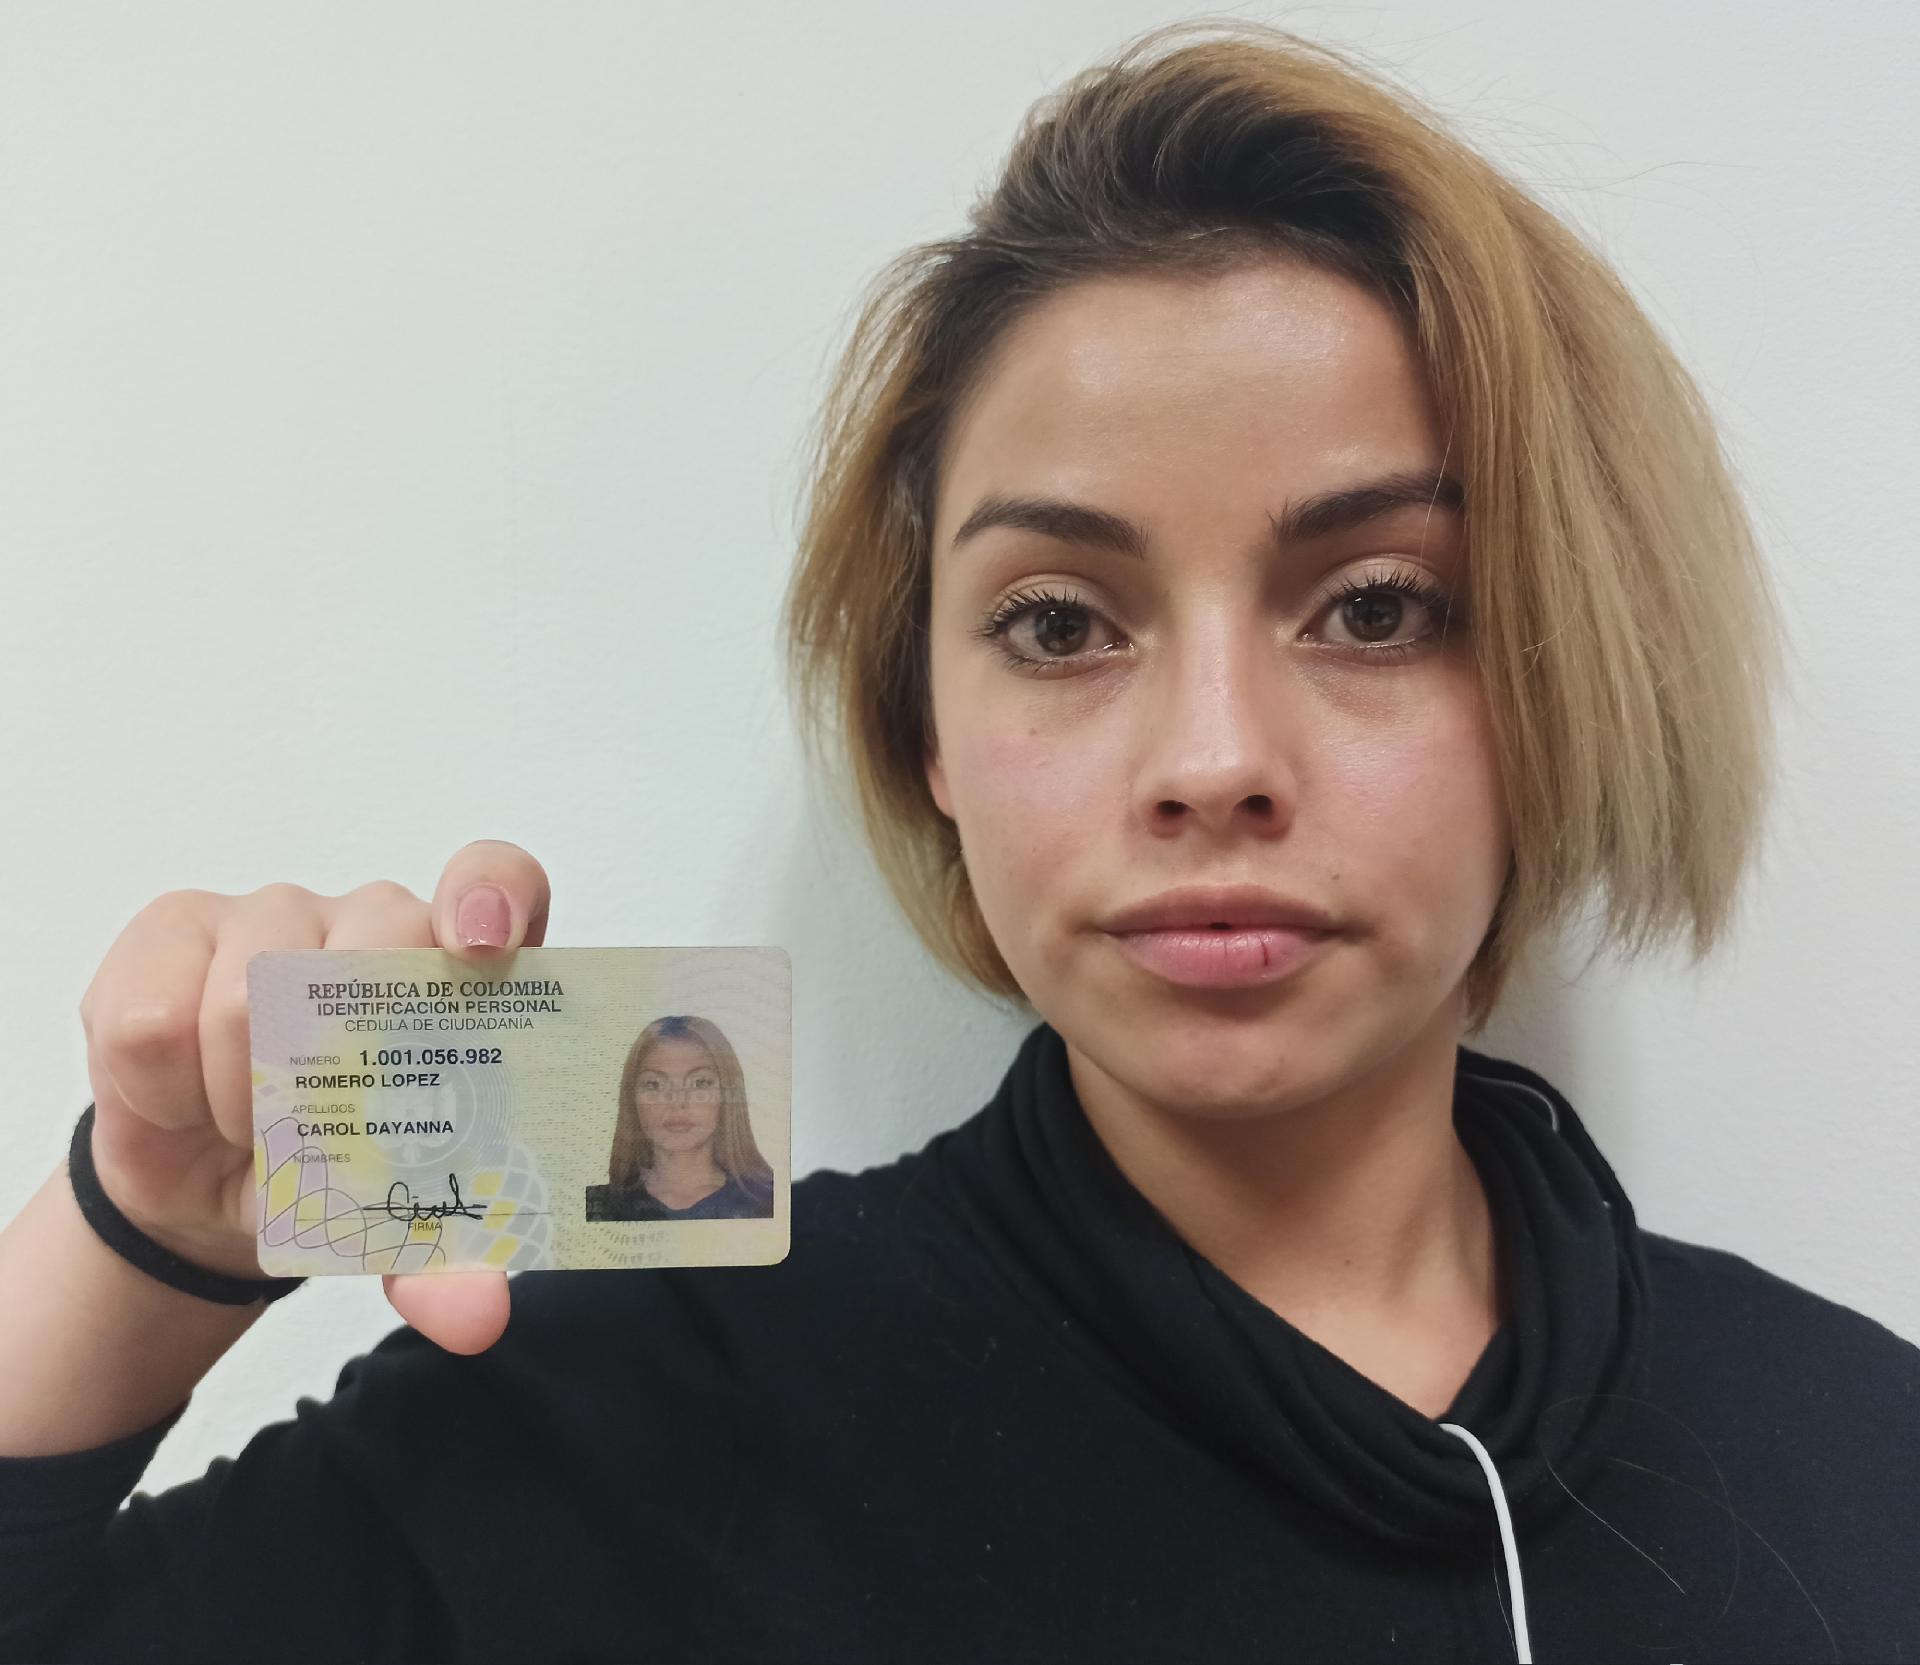 REPÚBLICA DE COLOMBIA
IDENTIFICACIÓN PERSONAL
CÉDULA DE CIUDADANÍA
NÚMERO 1.001.056.982
ROMERO LOPEZ
APELLIDOS
CAROL DAYANNA
NOMBRES
FIRMA